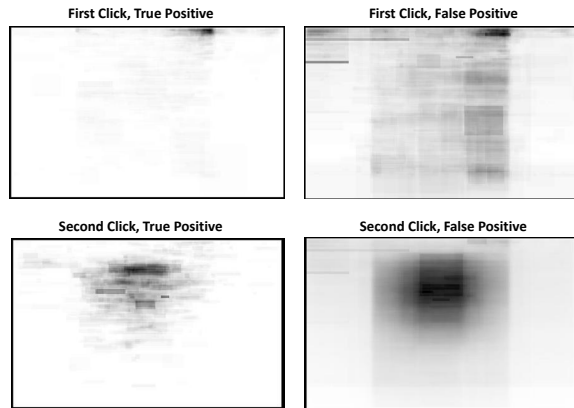 First Click, True Positive
First Click, False Positive
Second Click, True Positive
Second Click, False Positive